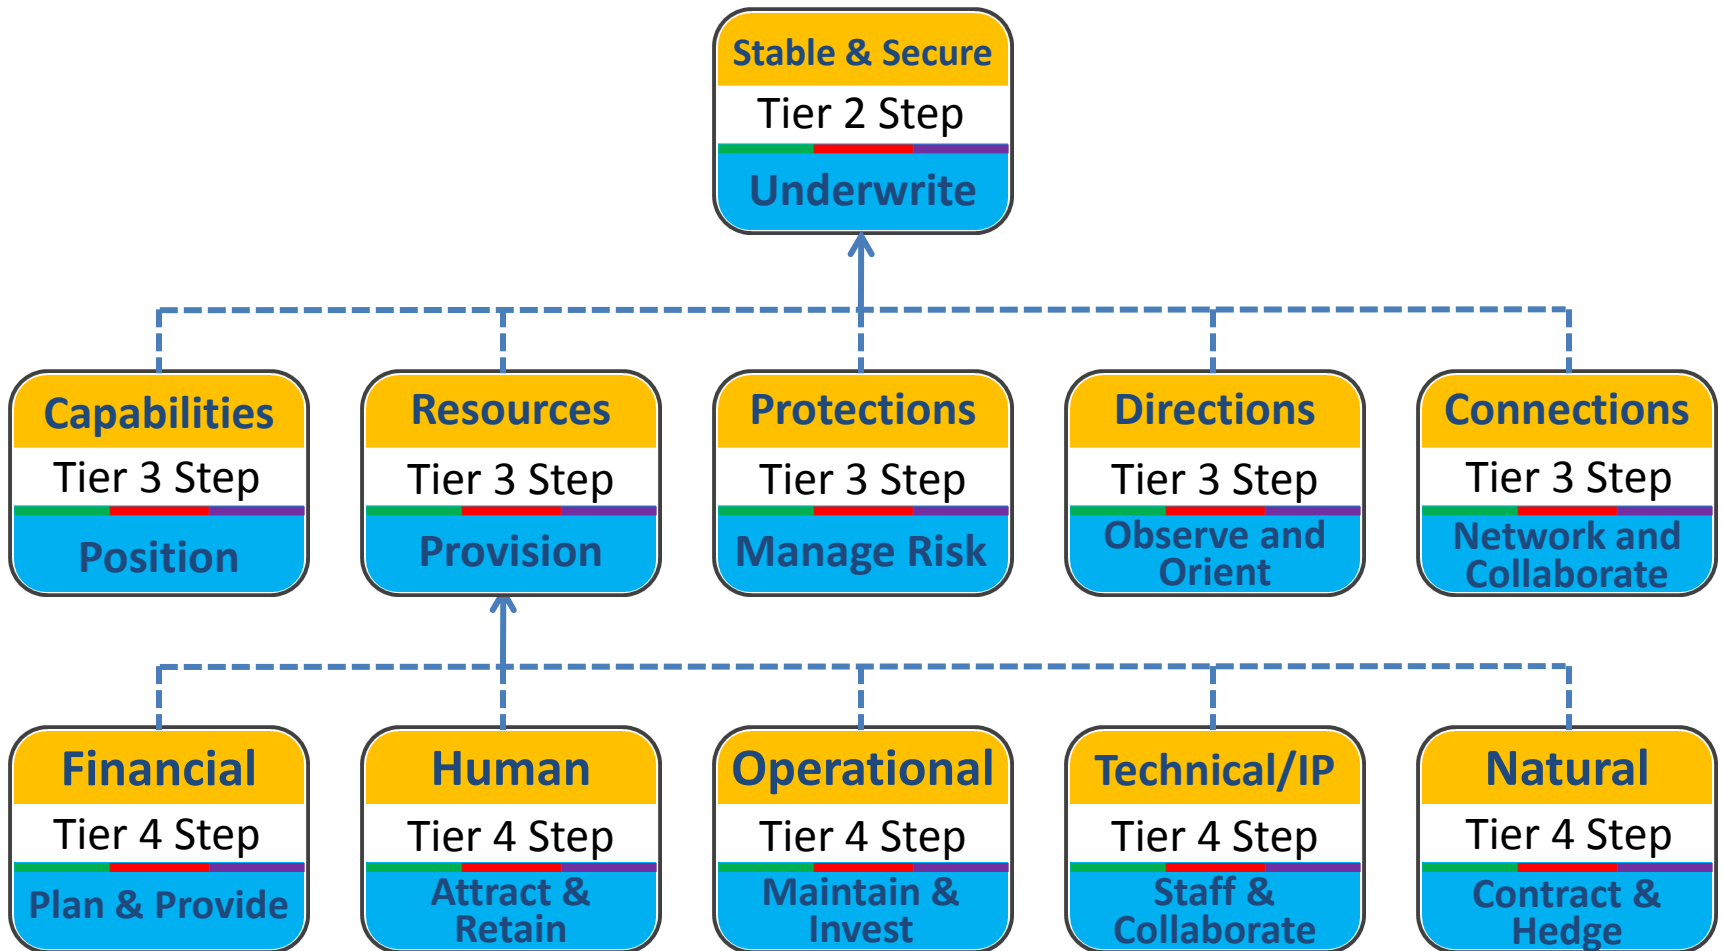 Stable & Secure
Tier 2 Step
Underwrite
Capabilities
Tier 3 Step
Position
Resources
Tier 3 Step
Provision
Protections
Tier 3 Step
Manage Risk
Directions
Tier 3 Step
Observe and
Orient
Connections
Tier 3 Step
Network and
Collaborate
Financial
Tier 4 Step
Plan & Provide
Human
Tier 4 Step
Attract &
Retain
Operational
Tier 4 Step
Maintain &
Invest
Technical/IP
Tier 4 Step
Staff &
Collaborate
Natural
Tier 4 Step
Contract &
Hedge